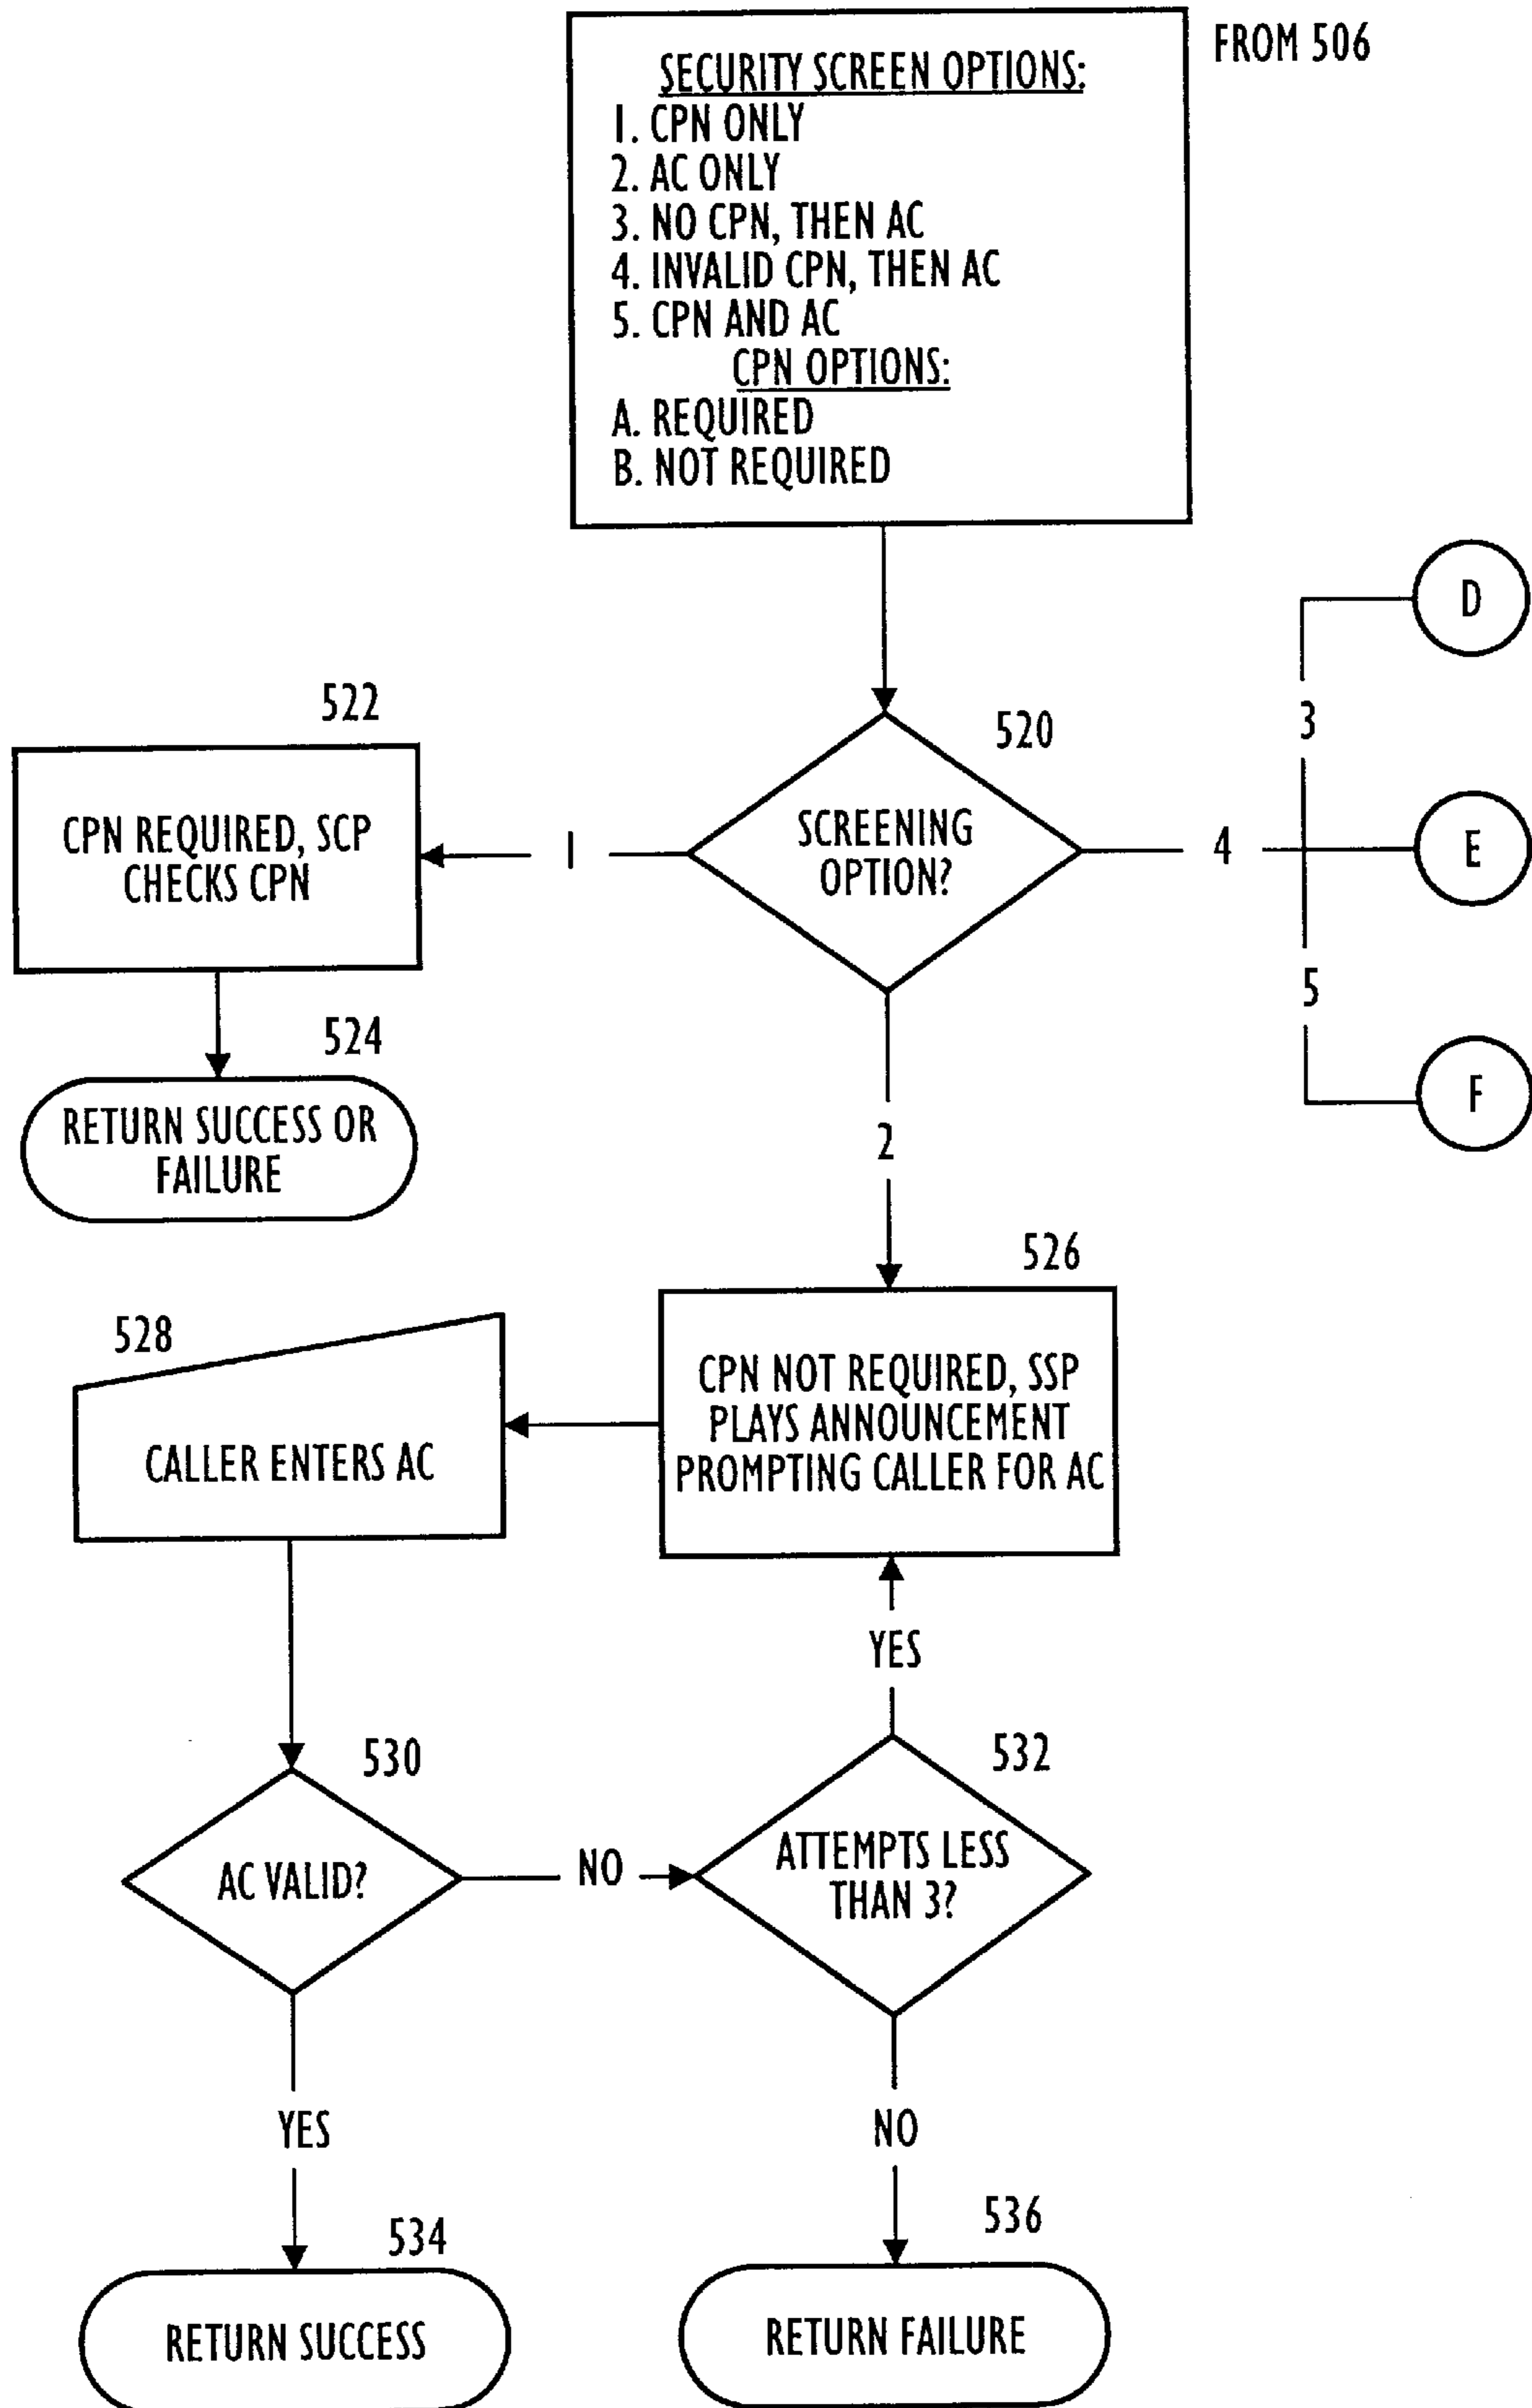 FROM 506
SECURITY SCREEN OPTIONS:
1. CPN ONLY
2. AC ONLY
3. NO CPN, THEN AC
4. INVALID CPN, THEN AC
5. CPN AND AC
CPN OPTIONS:
A. REQUIRED
B. NOT REQUIRED
D
3
522
520
CPN REQUIRED, SCP
CHECKS CPN
1
SCREENING
OPTION?
4
E
5
524
RETURN SUCCESS OR
FAILURE
2
F
526
528
CPN NOT REQUIRED, SSP
PLAYS ANNOUNCEMENT
PROMPTING CALLER FOR AC
CALLER ENTERS AC
YES
530
532
AC VALID?
NO
ATTEMPTS LESS
THAN 3?
YES
NO
534
536
RETURN SUCCESS
RETURN FAILURE